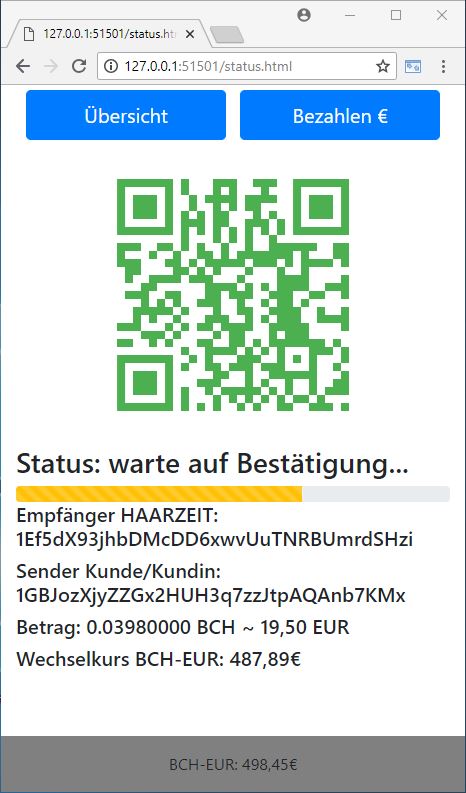 127.0.0.1:51501/status.htm
127.0.0.1:51501/status.html
Übersicht
Bezahlen €
Status: warte auf Bestätigung...
Empfänger HAARZEIT:
1Ef5dX93jhbDMcDD6xwvUuTNRBUmrdSHzi
Sender Kunde/Kundin:
1GBJozXjyZZGx2HUH3q7zzJtpAQAnb7KMx
Betrag: 0.03980000 BCH ~ 19,50 EUR
Wechselkurs BCH-EUR: 487,89€
BCH-EUR: 498,45€